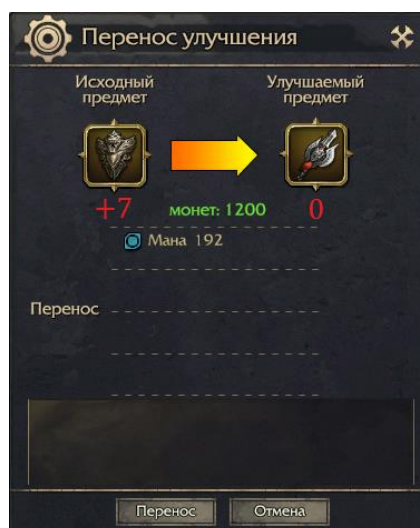 Перенос улучшения
Исходный предмет
Улучшаемый предмет
+7 монет: 1200 0
Мана 192
Перенос
Перенос Отмена